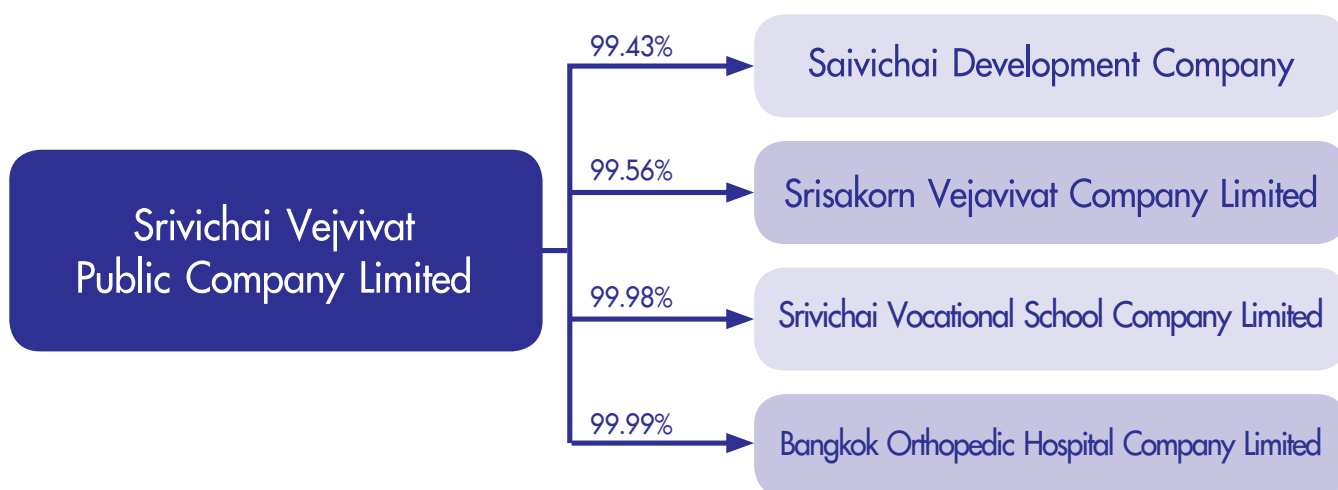 99.43%
Saivichai Development Company
99.56%
Srisakorn Vejavivat Company Limited
Srivichai Vejvivat
Public Company Limited
99.98%
Srivichai Vocational School Company Limited
99.99%
Bangkok Orthopedic Hospital Company Limited